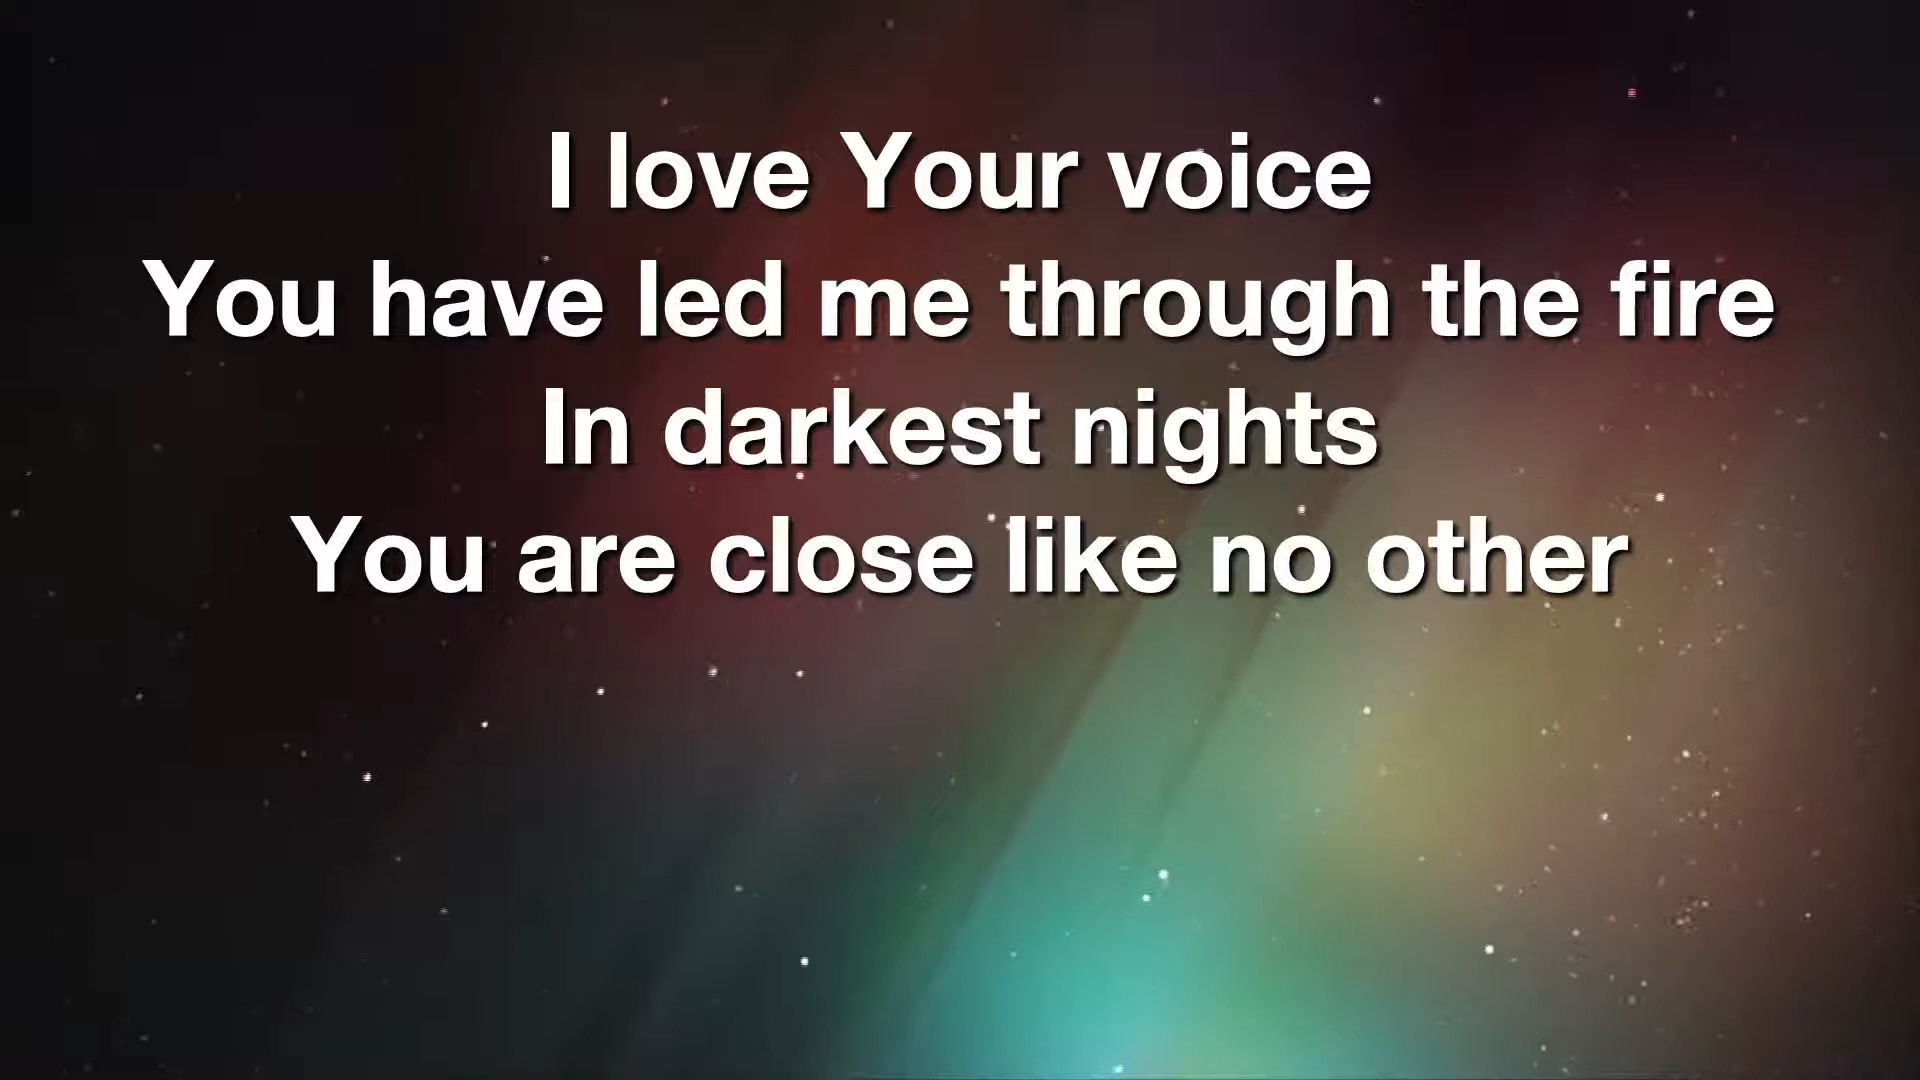 I love Your voice
You have led me through the fire
In darkest nights
You are close like no other